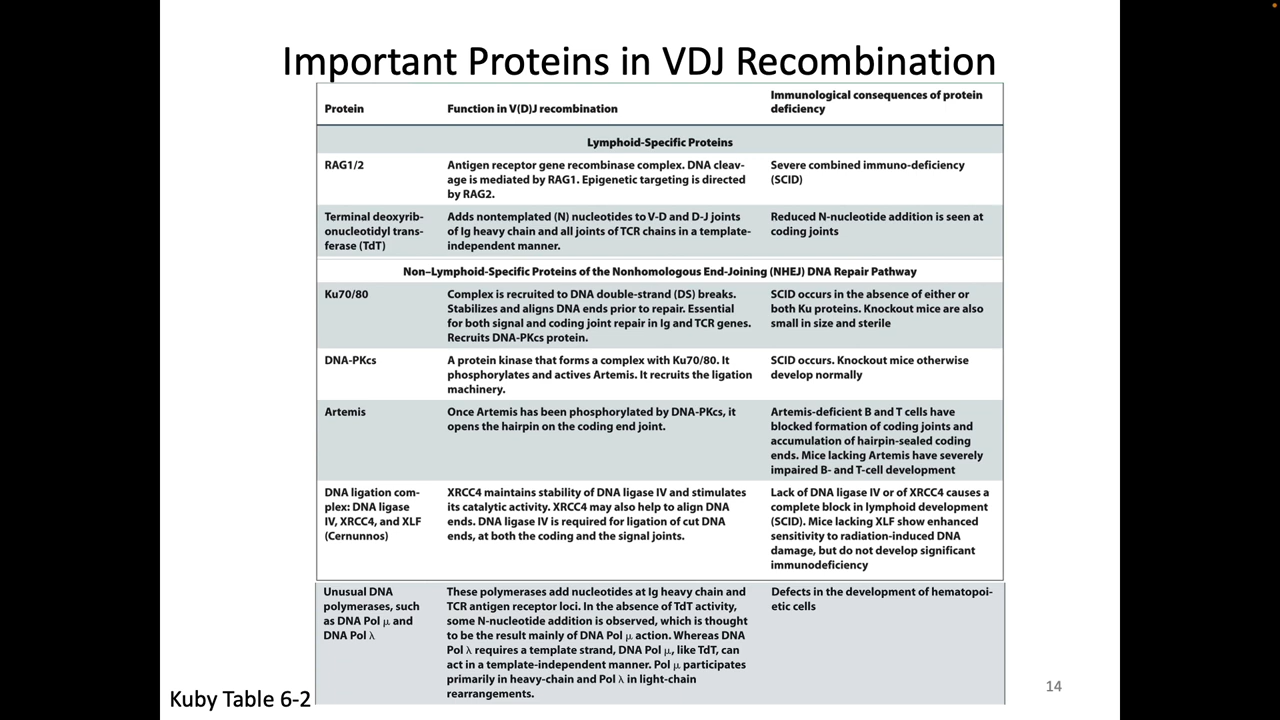 Important Proteins in VDJ Recombination
Protein
Function in V(D)J recombination
Immunological consequences of protein
deficiency
Lymphoid-Specific Proteins
RAG1/2
Antigen receptor gene recombinase complex. DNA cleav-
age is mediated by RAG1. Epigenetic targeting is directed
by RAG2.
Severe combined immuno-deficiency
(SCID)
Terminal deoxyrib-
onucleotidyl trans-
ferase (TdT)
Adds nontemplated (N) nucleotides to V-D and D-J joints
of Ig heavy chain and all joints of TCR chains in a template-
independent manner.
Reduced N-nucleotide addition is seen at
coding joints
Non–Lymphoid-Specific Proteins of the Nonhomologous End-Joining (NHEJ) DNA Repair Pathway
Ku70/80
Complex is recruited to DNA double-strand (DS) breaks.
Stabilizes and aligns DNA ends prior to repair. Essential
for both signal and coding joint repair in Ig and TCR genes.
Recruits DNA-PKcs protein.
SCID occurs in the absence of either or
both Ku proteins. Knockout mice are also
small in size and sterile
DNA-PKcs
A protein kinase that forms a complex with Ku70/80. It
phosphorylates and actives Artemis. It recruits the ligation
machinery.
SCID occurs. Knockout mice otherwise
develop normally
Artemis
Once Artemis has been phosphorylated by DNA-PKcs, it
opens the hairpin on the coding end joint.
Artemis-deficient B and T cells have
blocked formation of coding joints and
accumulation of hairpin-sealed coding
ends. Mice lacking Artemis have severely
impaired B- and T-cell development
DNA ligation com-
plex: DNA ligase
IV, XRCC4, and XLF
(Cernunnos)
XRCC4 maintains stability of DNA ligase IV and stimulates
its catalytic activity. XRCC4 may also help to align DNA
ends. DNA ligase IV is required for ligation of cut DNA
ends, at both the coding and the signal joints.
Lack of DNA ligase IV or of XRCC4 causes a
complete block in lymphoid development
(SCID). Mice lacking XLF show enhanced
sensitivity to radiation-induced DNA
damage, but do not develop significant
immunodeficiency
Unusual DNA
polymerases, such
as DNA Pol μ and
DNA Pol λ
These polymerases add nucleotides at Ig heavy chain and
TCR antigen receptor loci. In the absence of TdT activity,
some N-nucleotide addition is observed, which is thought
to be the result mainly of DNA Pol μ action. Whereas DNA
Pol λ requires a template strand, DNA Pol μ, like TdT, can
act in a template-independent manner. Pol μ participates
primarily in heavy-chain and Pol λ in light-chain
rearrangements.
Defects in the development of hematopoi-
etic cells
Kuby Table 6-2
14